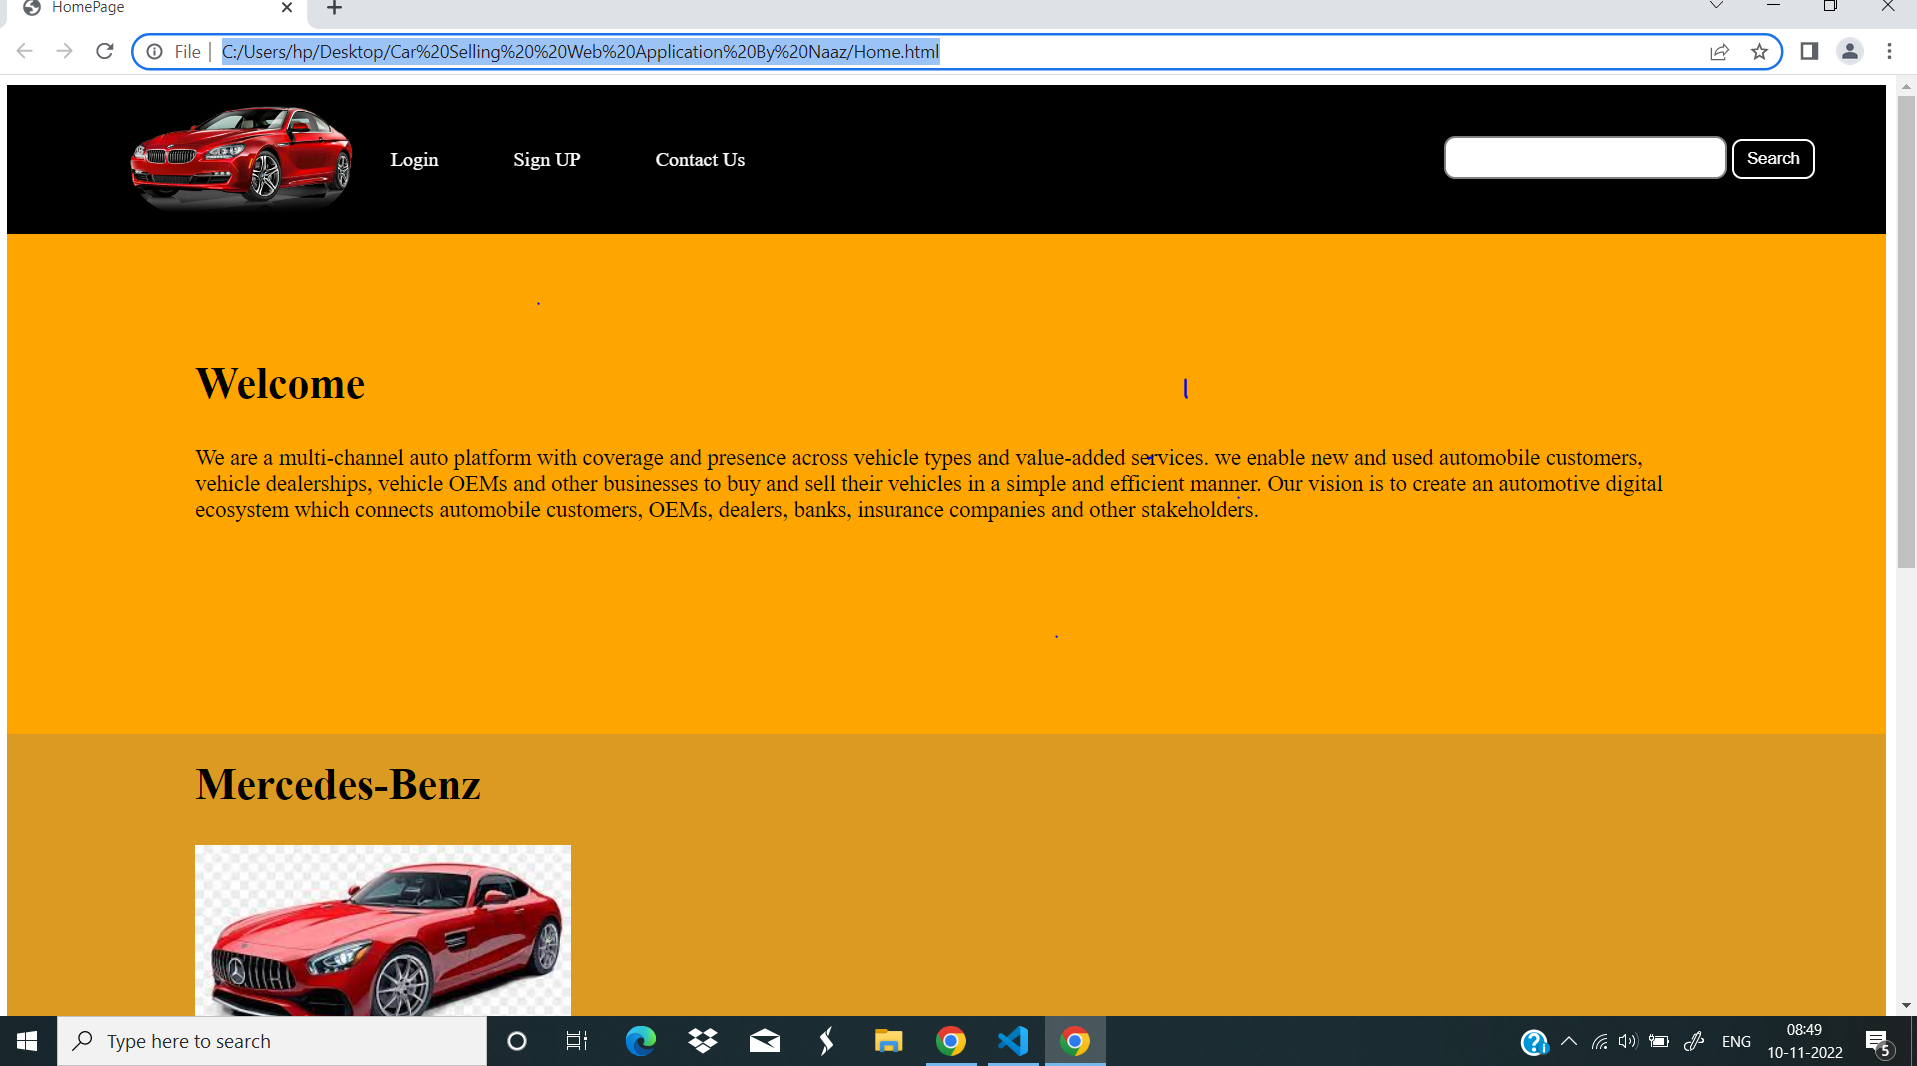 HomePage
File | C:/Users/hp/Desktop/Car%20Selling%20%20Web%20Application%20By%20Naaz/Home.html
Login Sign UP Contact Us Search
Welcome
We are a multi-channel auto platform with coverage and presence across vehicle types and value-added services. we enable new and used automobile customers,
vehicle dealerships, vehicle OEMs and other businesses to buy and sell their vehicles in a simple and efficient manner. Our vision is to create an automotive digital
ecosystem which connects automobile customers, OEMs, dealers, banks, insurance companies and other stakeholders.
Mercedes-Benz
Type here to search
ENG
08:49
10-11-2022
5